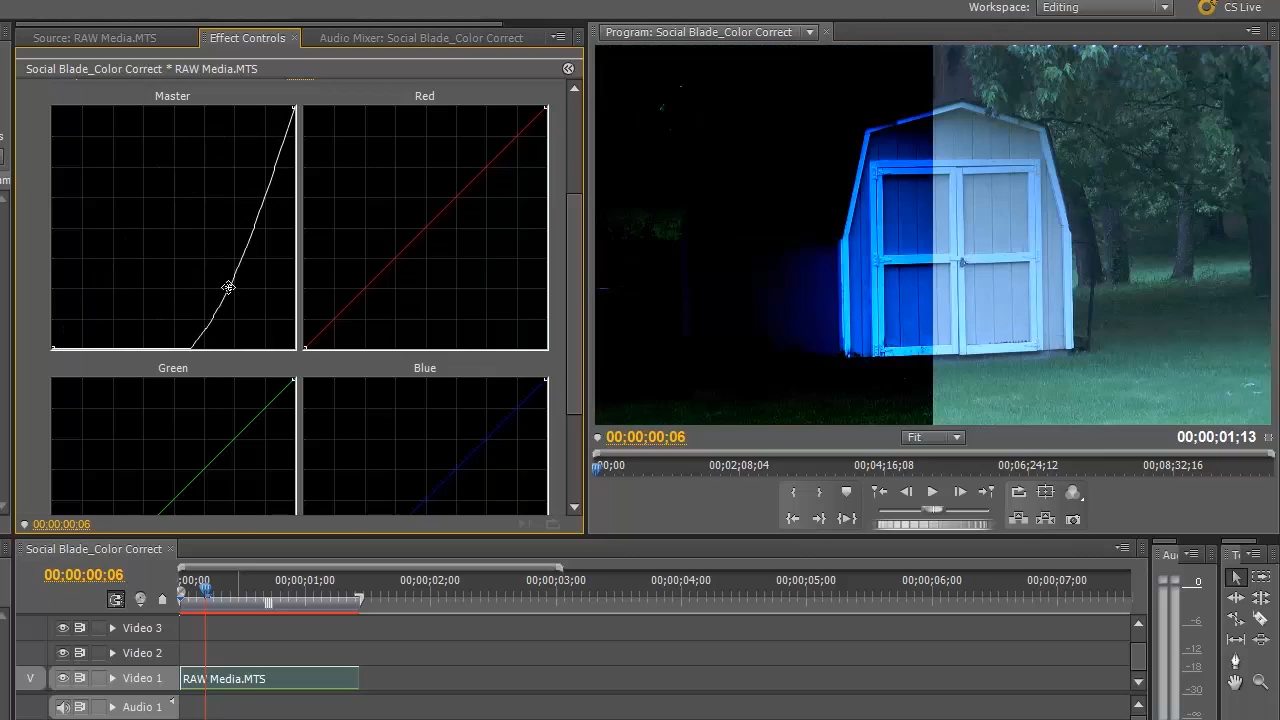 Workspace: Editing CS Live
Source: RAW Media.MTS Effect Controls × Audio Mixer: Social Blade_Color Correct
Program: Social Blade_Color Correct
Social Blade_Color Correct * RAW Media.MTS
Master Red
Green Blue
00;00;00;06 Fit 00;00;01;13
;00;00 00;02;08;04 00;04;16;08 00;06;24;12 00;08;32;16
00;00;00;06
Social Blade_Color Correct ×
00;00;00;06
;00;00 00;00;01;00 00;00;02;00 00;00;03;00 00;00;04;00 00;00;05;00 00;00;06;00 00;00;07;00
Video 3
Video 2
V Video 1 RAW Media.MTS
Audio 1
0
-6
-12
-18
-30
-∞